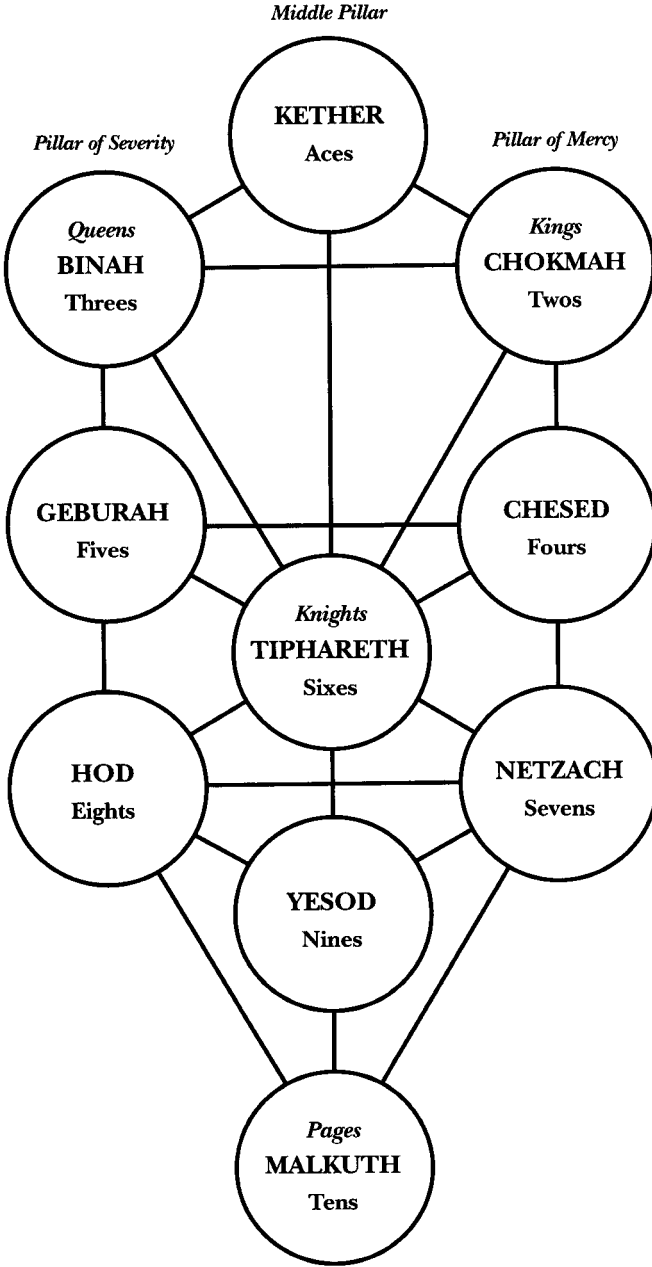 Middle Pillar
KETHER
Aces
Pillar of Severity
Pillar of Mercy
Queens
BINAH
Threes
Kings
CHOKMAH
Twos
GEBURAH
Fives
CHESED
Fours
Knights
TIPHARETH
Sixes
HOD
Eights
NETZACH
Sevens
YESOD
Nines
Pages
MALKUTH
Tens